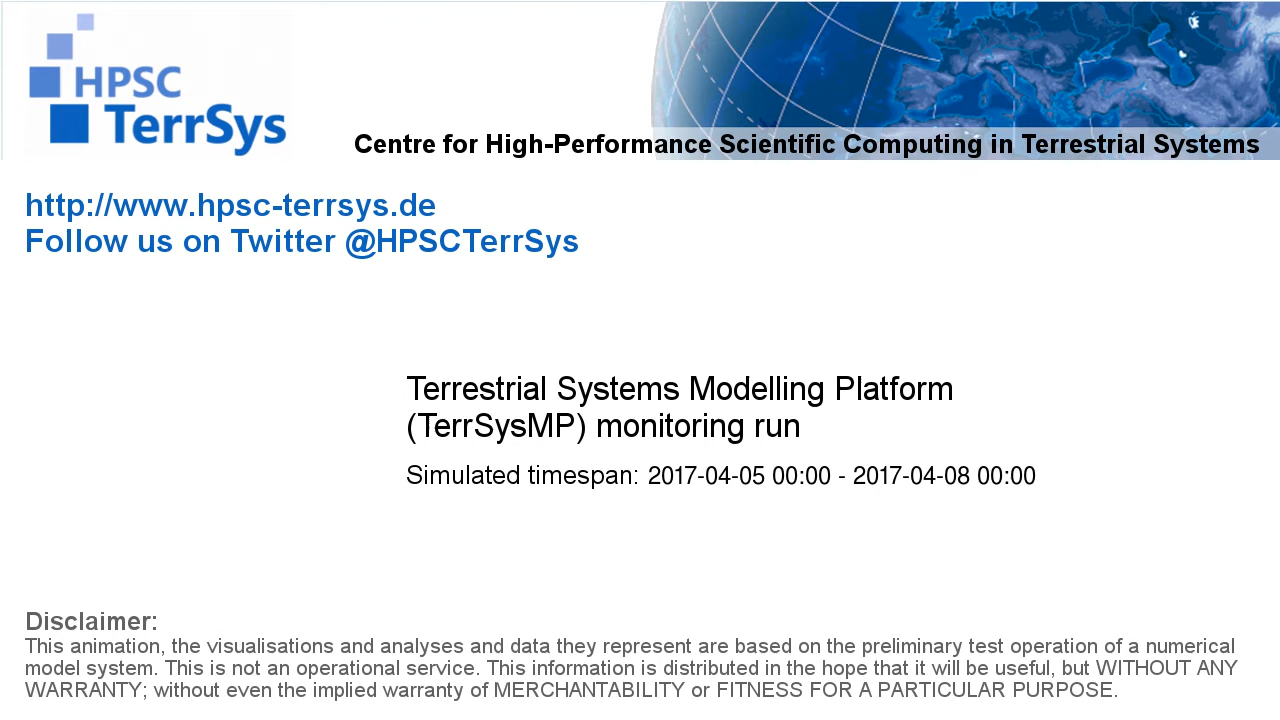 HPSC
TerrSys
Centre for High-Performance Scientific Computing in Terrestrial Systems
http://www.hpsc-terrsys.de
Follow us on Twitter @HPSCTerrSys
Terrestrial Systems Modelling Platform
(TerrSysMP) monitoring run
Simulated timespan: 2017-04-05 00:00 - 2017-04-08 00:00
Disclaimer:
This animation, the visualisations and analyses and data they represent are based on the preliminary test operation of a numerical
model system. This is not an operational service. This information is distributed in the hope that it will be useful, but WITHOUT ANY
WARRANTY; without even the implied warranty of MERCHANTABILITY or FITNESS FOR A PARTICULAR PURPOSE.